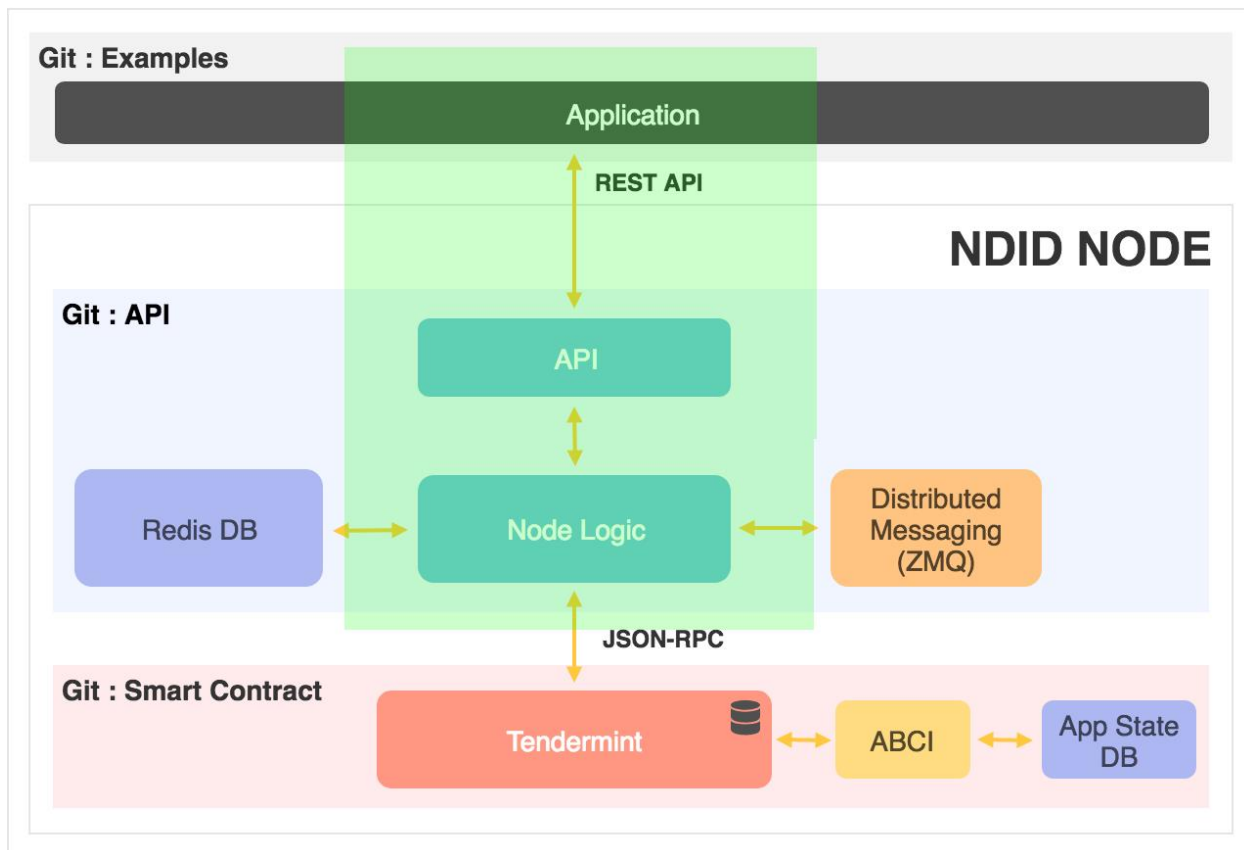 Git : Examples
Application
REST API
NDID NODE
Git : API
API
Redis DB
Node Logic
Distributed
Messaging
(ZMQ)
JSON-RPC
Git : Smart Contract
Tendermint
ABCI
App State
DB